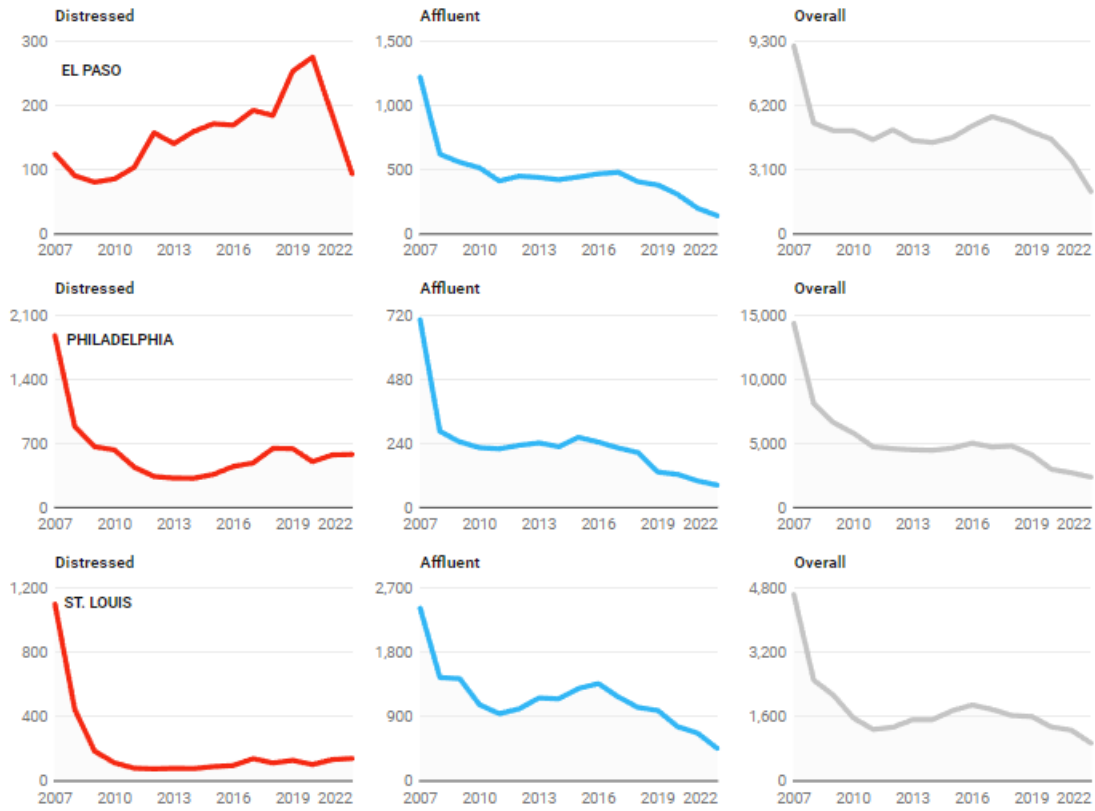 Distressed Affluent Overall
300 1,500 9,300
EL PASO
200 1,000 6,200
100 500 3,100
0 0 0
2007 2010 2013 2016 2019 2022 2007 2010 2013 2016 2019 2022 2007 2010 2013 2016 2019 2022
Distressed Affluent Overall
2,100 720 15,000
PHILADELPHIA
1,400 480 10,000
700 240 5,000
0 0 0
2007 2010 2013 2016 2019 2022 2007 2010 2013 2016 2019 2022 2007 2010 2013 2016 2019 2022
Distressed Affluent Overall
1,200 2,700 4,800
ST. LOUIS
800 1,800 3,200
400 900 1,600
0 0 0
2007 2010 2013 2016 2019 2022 2007 2010 2013 2016 2019 2022 2007 2010 2013 2016 2019 2022